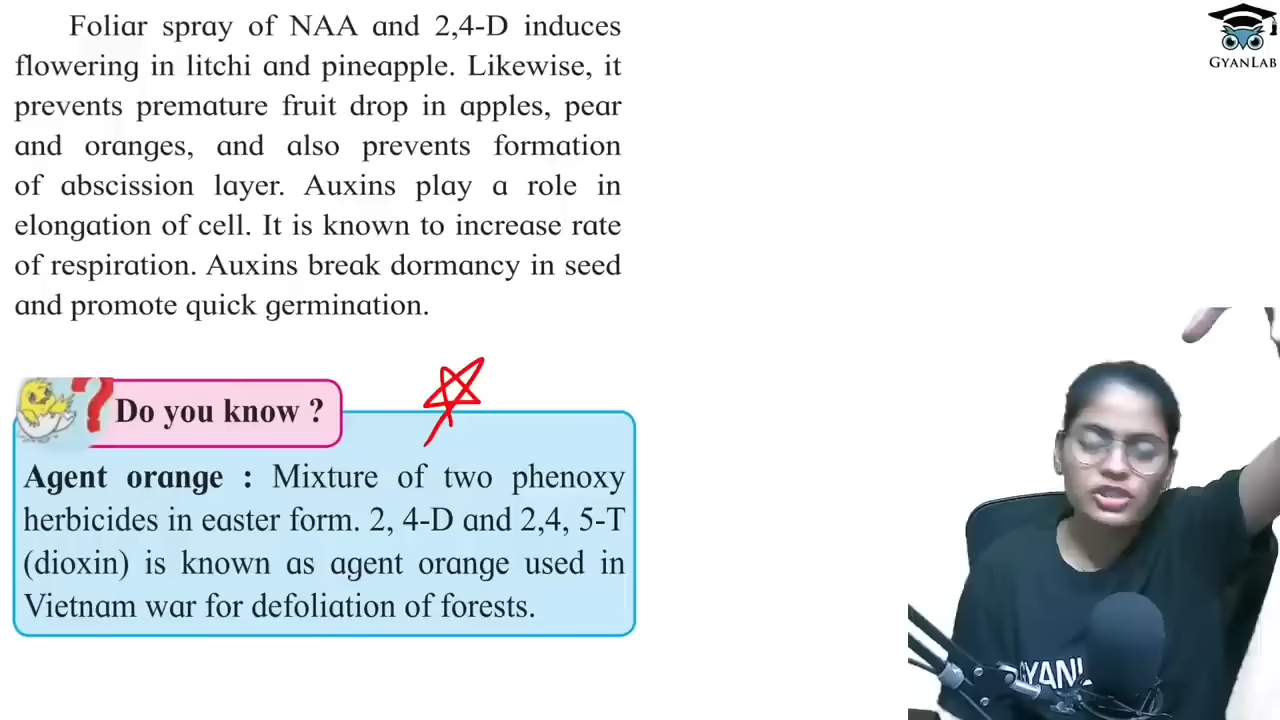 Foliar spray of NAA and 2,4-D induces
flowering in litchi and pineapple. Likewise, it
prevents premature fruit drop in apples, pear
and oranges, and also prevents formation
of abscission layer. Auxins play a role in
elongation of cell. It is known to increase rate
of respiration. Auxins break dormancy in seed
and promote quick germination.
Do you know ?
Agent orange : Mixture of two phenoxy
herbicides in easter form. 2, 4-D and 2,4, 5-T
(dioxin) is known as agent orange used in
Vietnam war for defoliation of forests.
GYANLAB